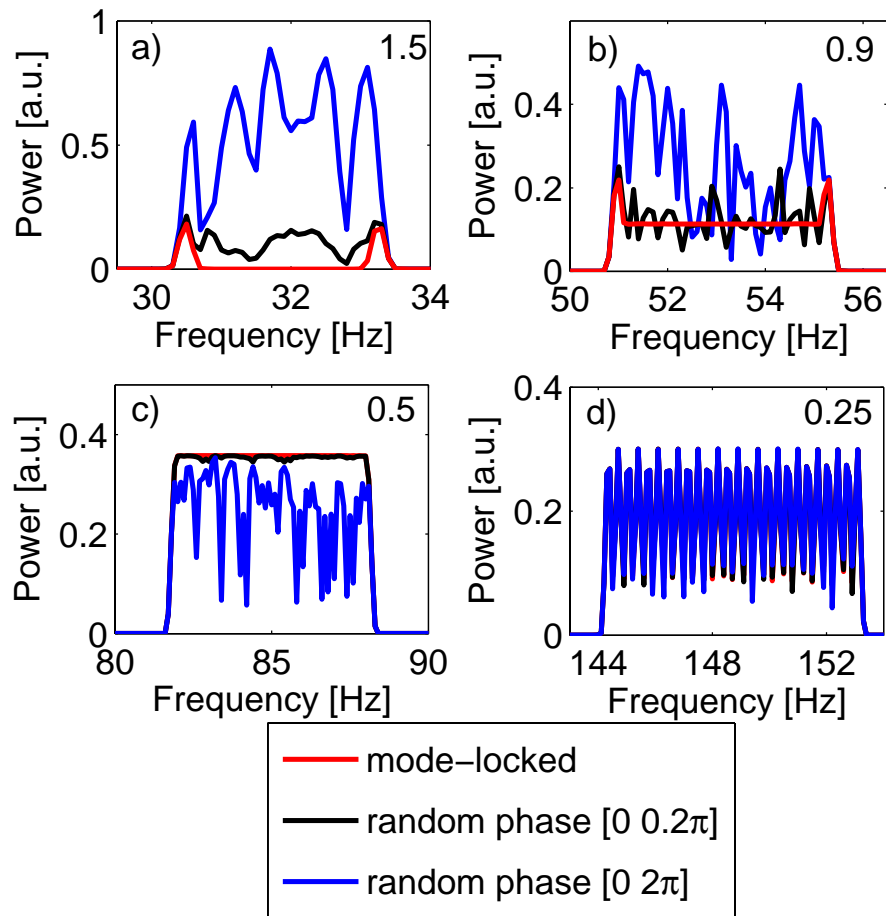 a) 1.5
Power [a.u.]
1
0.5
0
30 32 34
Frequency [Hz]
b) 0.9
Power [a.u.]
0.4
0.2
0
50 52 54 56
Frequency [Hz]
c) 0.5
Power [a.u.]
0.4
0.2
0
80 85 90
Frequency [Hz]
d) 0.25
Power [a.u.]
0.4
0.2
0
144 148 152
Frequency [Hz]
mode−locked
random phase [0 0.2π]
random phase [0 2π]